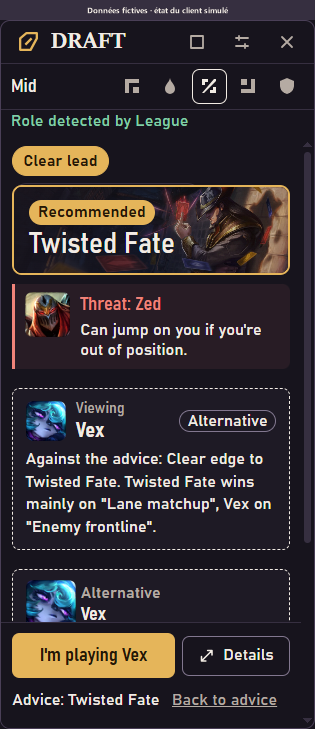 Données fictives · état du client simulé
DRAFT
Mid
Role detected by League
Clear lead
Recommended
Twisted Fate
Threat: Zed
Can jump on you if you're
out of position.
Viewing
Vex
Alternative
Against the advice: Clear edge to
Twisted Fate. Twisted Fate wins
mainly on "Lane matchup", Vex on
"Enemy frontline".
Alternative
Vex
I'm playing Vex
Details
Advice: Twisted Fate Back to advice